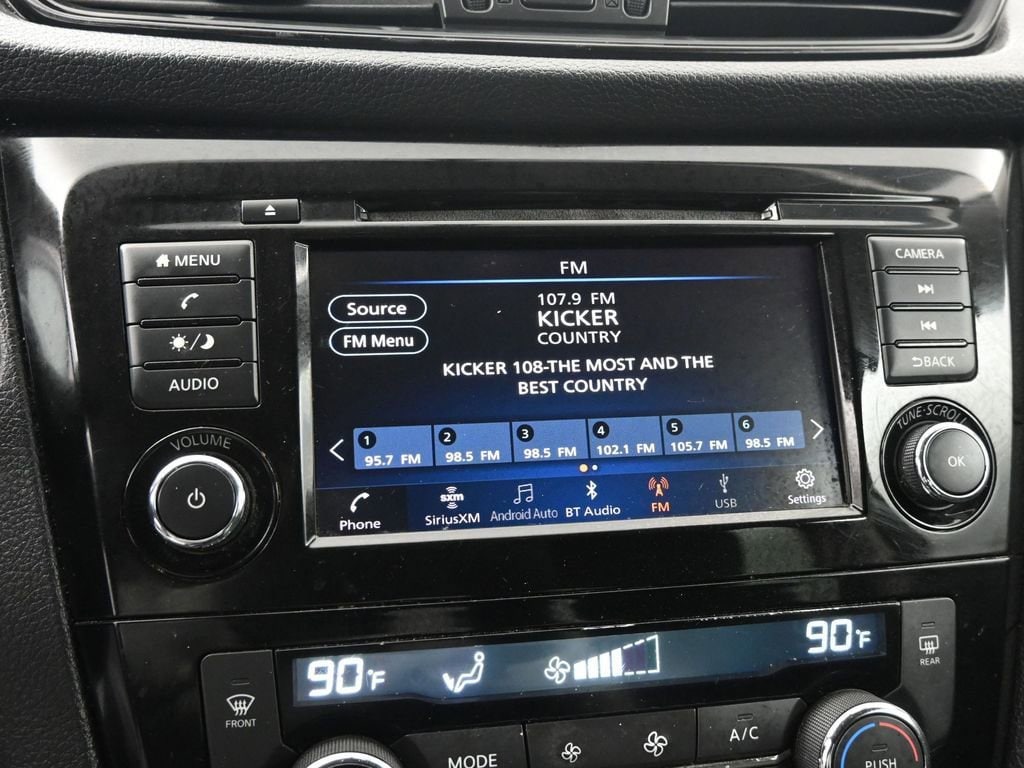 MENU
AUDIO
VOLUME
FM
Source
FM Menu
107.9 FM
KICKER
COUNTRY
KICKER 108-THE MOST AND THE
BEST COUNTRY
1 95.7 FM
2 98.5 FM
3 98.5 FM
4 102.1 FM
5 105.7 FM
6 98.5 FM
Phone
sxm
SiriusXM
Android Auto
BT Audio
FM
USB
Settings
CAMERA
BACK
TUNE·SCROLL
OK
90°F
90°F
FRONT
REAR
MODE
A/C
PUSH